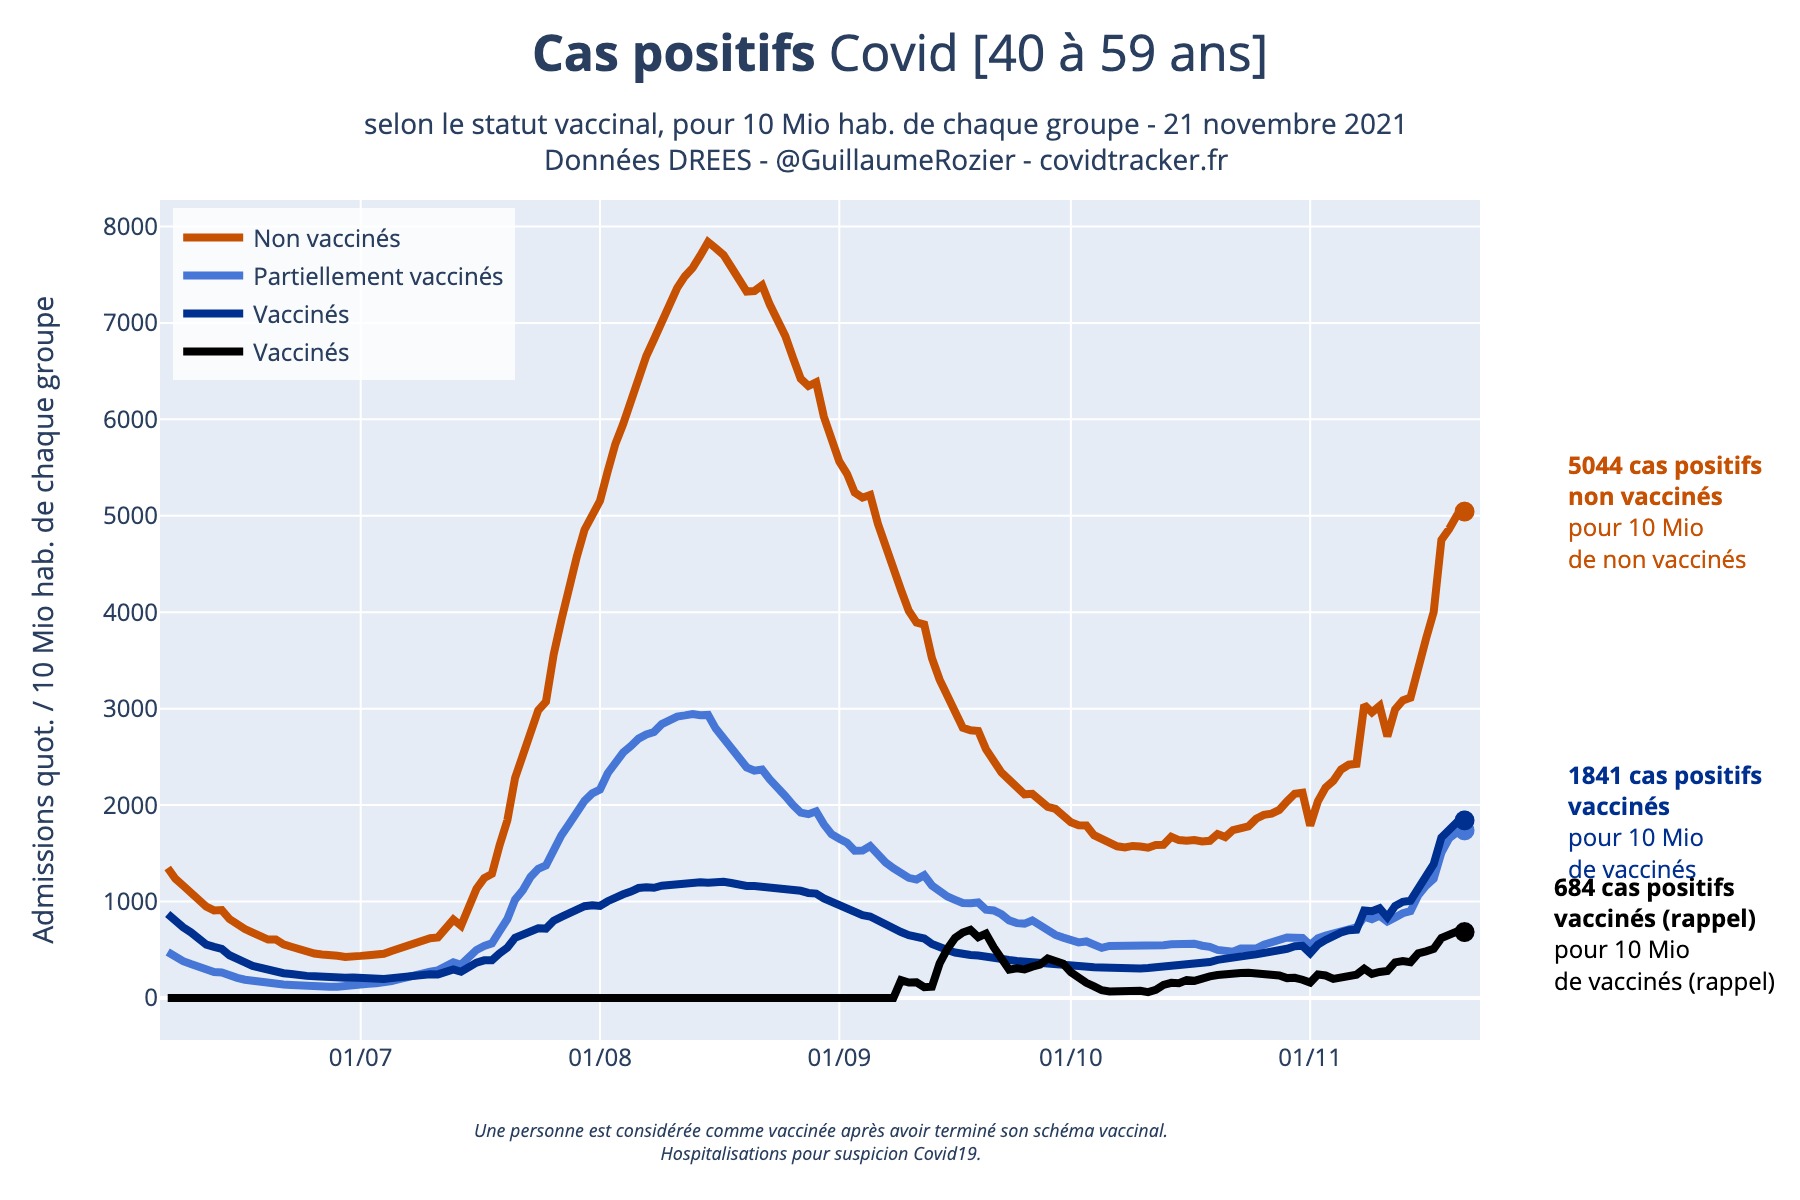 Cas positifs Covid [40 à 59 ans]
selon le statut vaccinal, pour 10 Mio hab. de chaque groupe - 21 novembre 2021
Données DREES - @GuillaumeRozier - covidtracker.fr
Admissions quot. / 10 Mio hab. de chaque groupe
8000
7000
6000
5000
4000
3000
2000
1000
0
Non vaccinés
Partiellement vaccinés
Vaccinés
Vaccinés
5044 cas positifs
non vaccinés
pour 10 Mio
de non vaccinés
1841 cas positifs
vaccinés
pour 10 Mio
de vaccinés
684 cas positifs
vaccinés (rappel)
pour 10 Mio
de vaccinés (rappel)
01/07
01/08
01/09
01/10
01/11
Une personne est considérée comme vaccinée après avoir terminé son schéma vaccinal.
Hospitalisations pour suspicion Covid19.